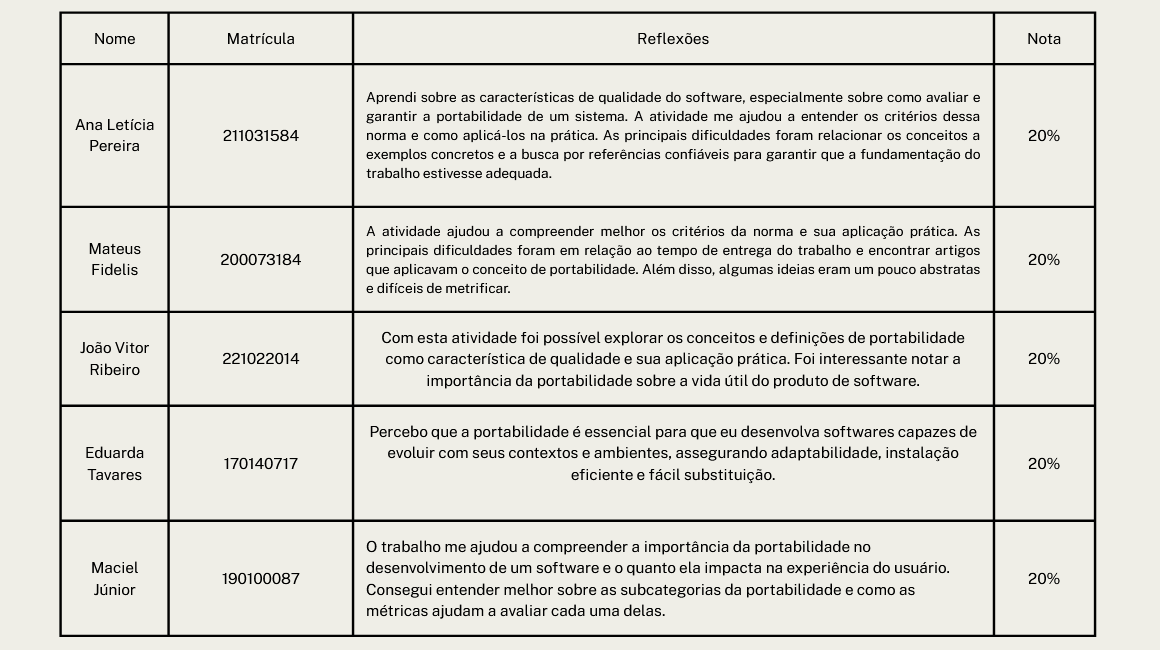 Nome
Matrícula
Reflexões
Nota
Ana Letícia
Pereira
211031584
Aprendi sobre as características de qualidade do software, especialmente sobre como avaliar e
garantir a portabilidade de um sistema. A atividade me ajudou a entender os critérios dessa
norma e como aplicá-los na prática. As principais dificuldades foram relacionar os conceitos a
exemplos concretos e a busca por referências confiáveis para garantir que a fundamentação do
trabalho estivesse adequada.
20%
Mateus
Fidelis
200073184
A atividade ajudou a compreender melhor os critérios da norma e sua aplicação prática. As
principais dificuldades foram em relação ao tempo de entrega do trabalho e encontrar artigos
que aplicavam o conceito de portabilidade. Além disso, algumas ideias eram um pouco abstratas
e difíceis de metrificar.
20%
João Vitor
Ribeiro
221022014
Com esta atividade foi possível explorar os conceitos e definições de portabilidade
como característica de qualidade e sua aplicação prática. Foi interessante notar a
importância da portabilidade sobre a vida útil do produto de software.
20%
Eduarda
Tavares
170140717
Percebo que a portabilidade é essencial para que eu desenvolva softwares capazes de
evoluir com seus contextos e ambientes, assegurando adaptabilidade, instalação
eficiente e fácil substituição.
20%
Maciel
Júnior
190100087
O trabalho me ajudou a compreender a importância da portabilidade no
desenvolvimento de um software e o quanto ela impacta na experiência do usuário.
Consegui entender melhor sobre as subcategorias da portabilidade e como as
métricas ajudam a avaliar cada uma delas.
20%